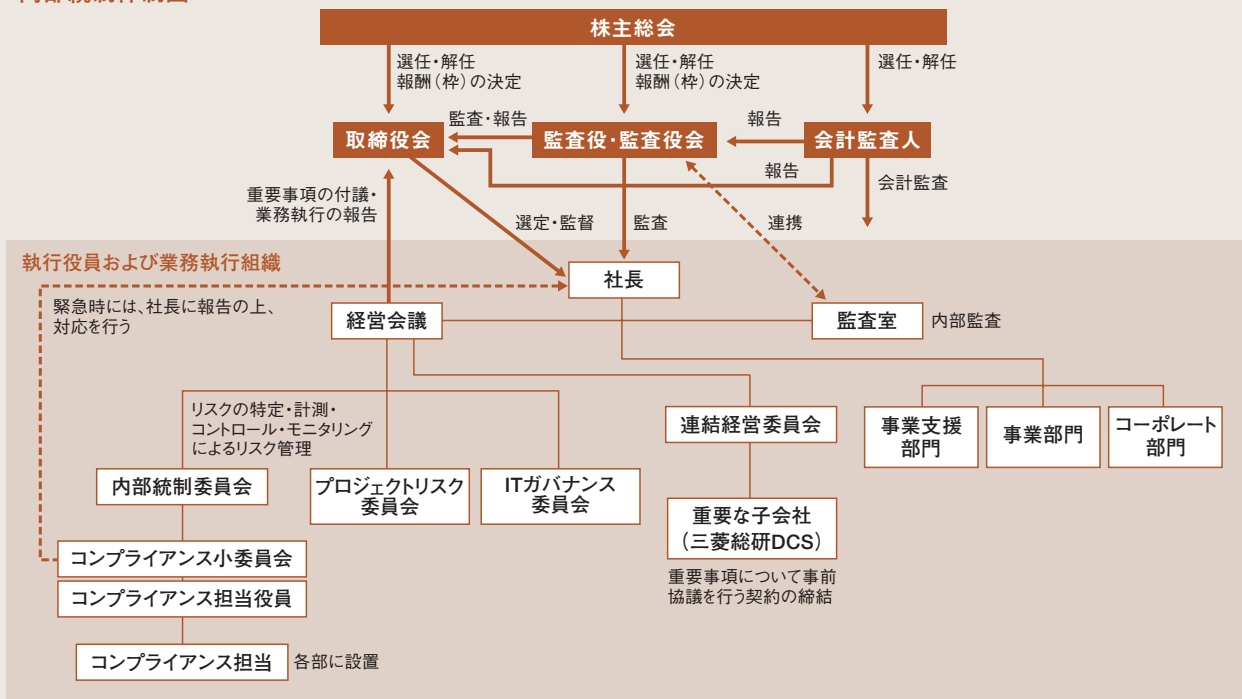 株主総会
選任・解任
報酬（枠）の決定
選任・解任
報酬（枠）の決定
選任・解任
取締役会
監査・報告
監査役・監査役会
報告
会計監査人
報告
会計監査
重要事項の付議・
業務執行の報告
選定・監督
監査
連携
執行役員および業務執行組織
社長
緊急時には、社長に報告の上、
対応を行う
経営会議
監査室
内部監査
リスクの特定・計測・
コントロール・モニタリング
によるリスク管理
連結経営委員会
事業支援
部門
事業部門
コーポレート
部門
内部統制委員会
プロジェクトリスク
委員会
ITガバナンス
委員会
重要な子会社
（三菱総研DCS）
重要事項について事前
協議を行う契約の締結
コンプライアンス小委員会
コンプライアンス担当役員
コンプライアンス担当
各部に設置